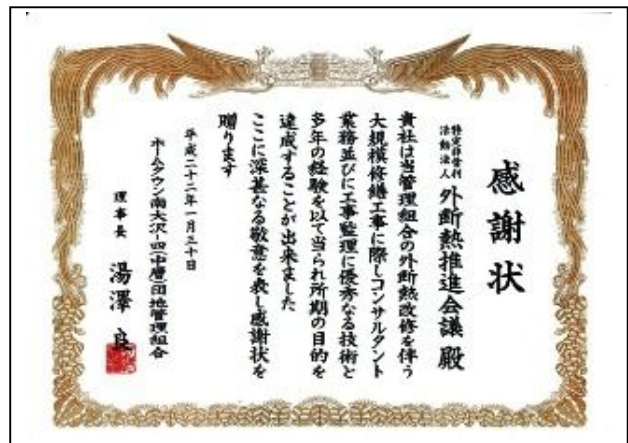 感謝状
特定非営利
活動法人 外断熱推進会議 殿
貴社は当管理組合の外断熱改修を伴う
大規模修繕工事に際しコンサルタント
業務並びに工事監理に優秀なる技術と
多年の経験を以て当られ所期の目的を
達成することが出来ました
ここに深甚なる敬意を表し感謝状を
贈ります
平成二十二年一月三十日
ホームタウン南大沢-四(中層)団地管理組合
理事長 湯澤 良